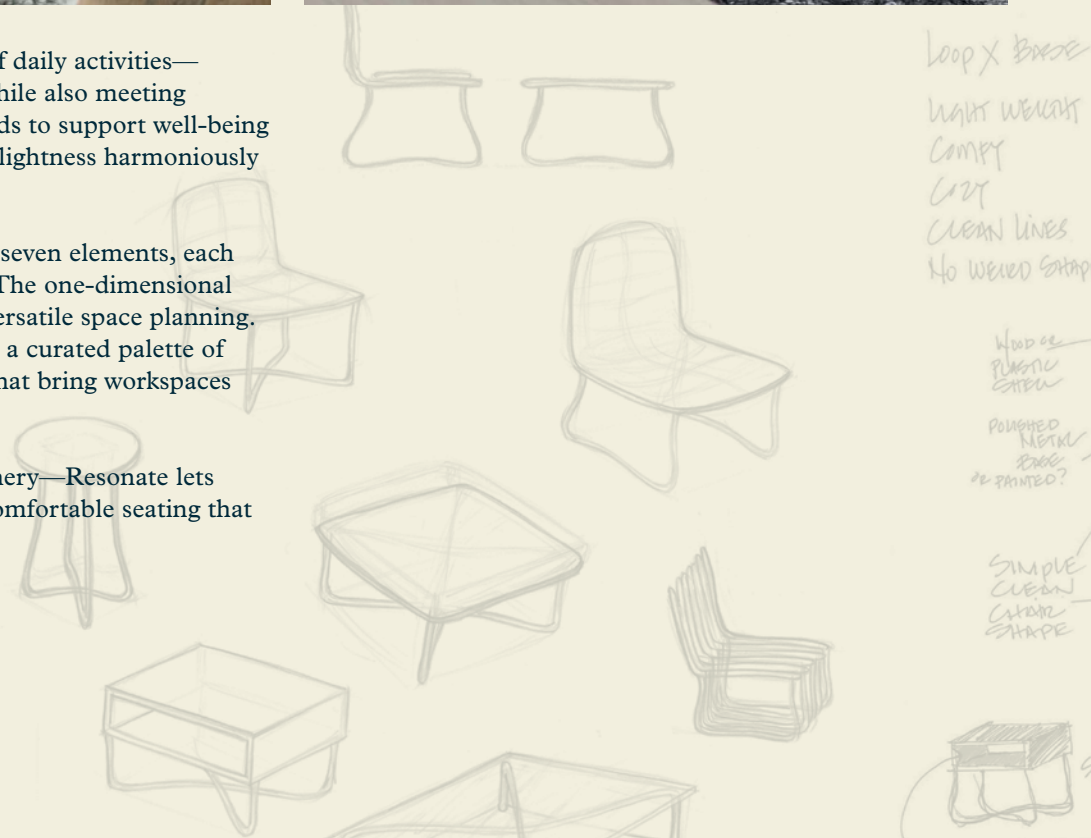 f daily activities—
hile also meeting
ds to support well-being
lightness harmoniously
seven elements, each
The one-dimensional
ersatile space planning.
a curated palette of
hat bring workspaces
nery—Resonate lets
omfortable seating that
LOOP X BASE
LIGHT WEIGHT
COMFY
COZY
CLEAN LINES
NO WEIRD SHAP
WOOD OR
PLASTIC
SHELL
POLISHED
METAL
BASE
OR PAINTED?
SIMPLE
CLEAN
CHAIR
SHAPE